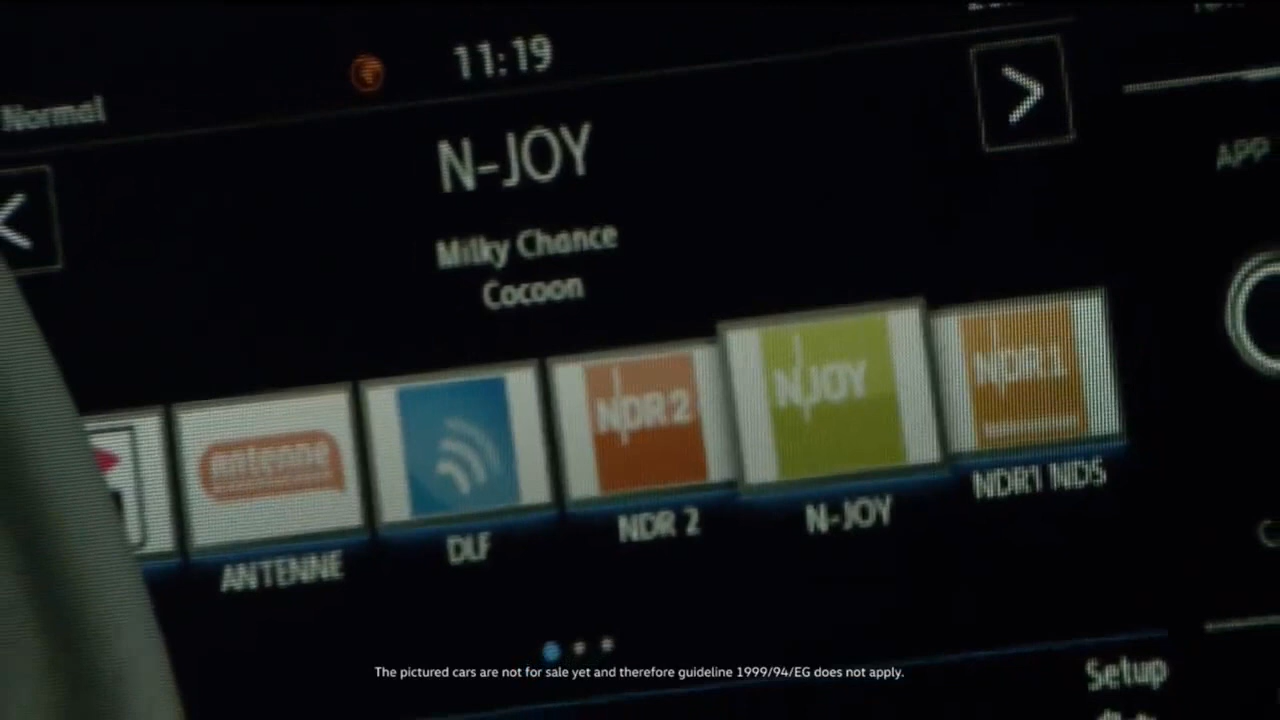 11:19
Normal
N-JOY
Milky Chance
Cocoon
antenne
NDR 2
N-JOY
NDR 1
ANTENNE
DLF
NDR 2
N-JOY
NDR1 NDS
APP
Setup
The pictured cars are not for sale yet and therefore guideline 1999/94/EG does not apply.